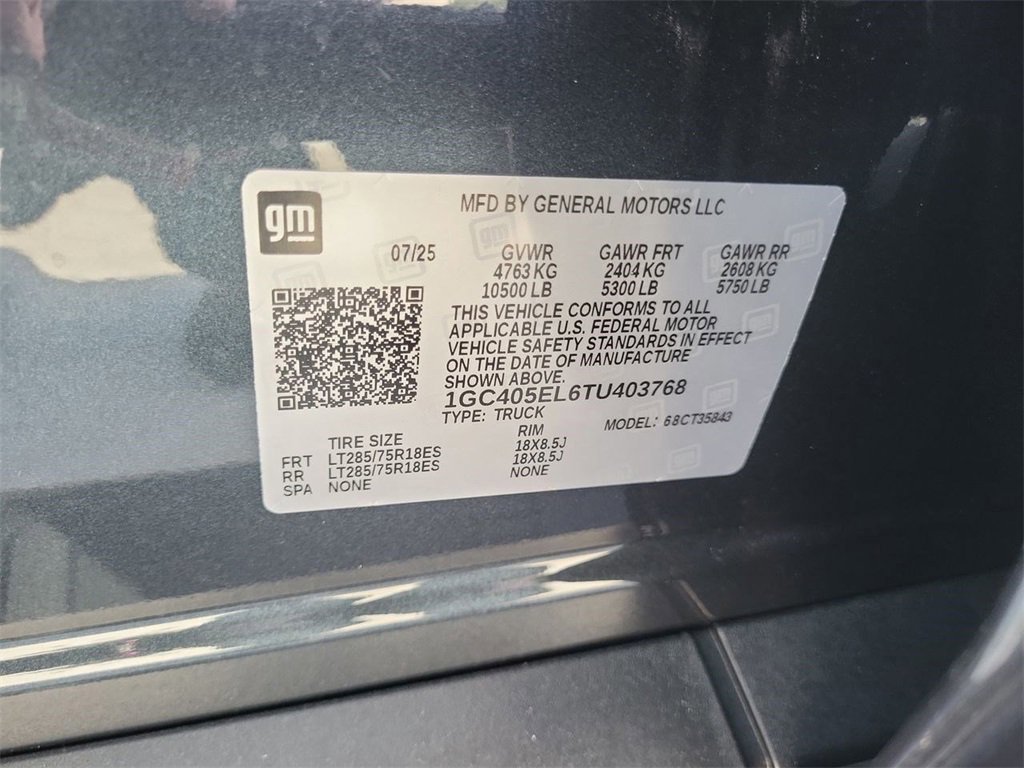 gm
MFD BY GENERAL MOTORS LLC
07/25 GVWR GAWR FRT GAWR RR
4763 KG 2404 KG 2608 KG
10500 LB 5300 LB 5750 LB
THIS VEHICLE CONFORMS TO ALL
APPLICABLE U.S. FEDERAL MOTOR
VEHICLE SAFETY STANDARDS IN EFFECT
ON THE DATE OF MANUFACTURE
SHOWN ABOVE.
1GC405EL6TU403768
TYPE: TRUCK MODEL: 68CT35843
TIRE SIZE RIM
FRT LT285/75R18ES 18X8.5J
RR LT285/75R18ES 18X8.5J
SPA NONE NONE